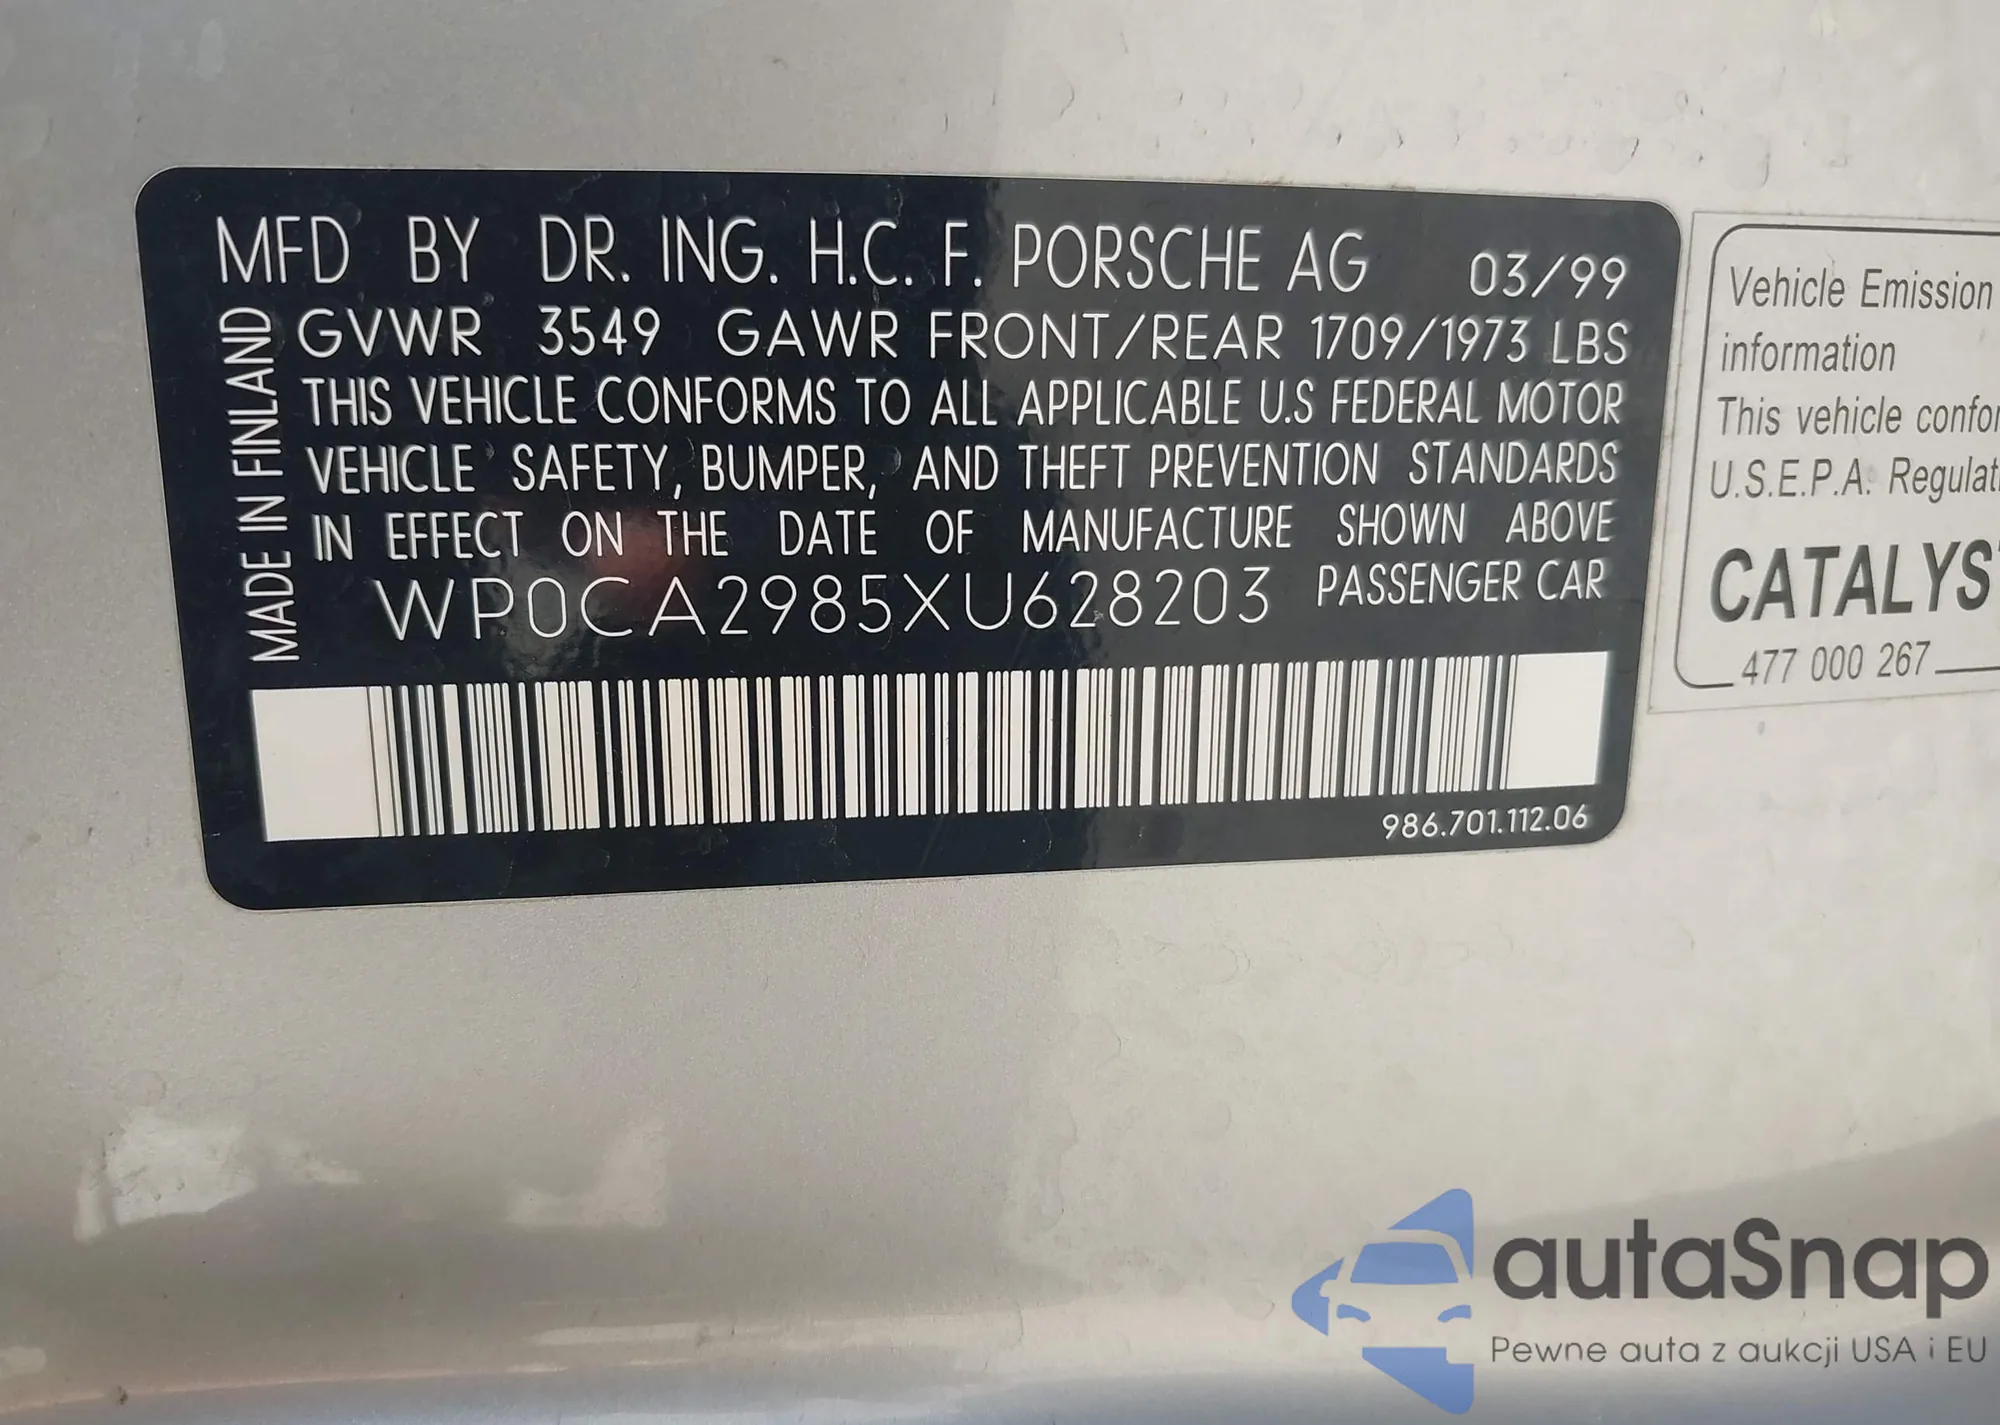 MFD BY DR. ING. H.C. F. PORSCHE AG 03/99
GVWR 3549 GAWR FRONT/REAR 1709/1973 LBS
THIS VEHICLE CONFORMS TO ALL APPLICABLE U.S FEDERAL MOTOR
VEHICLE SAFETY, BUMPER, AND THEFT PREVENTION STANDARDS
IN EFFECT ON THE DATE OF MANUFACTURE SHOWN ABOVE
WP0CA2985XU628203 PASSENGER CAR
MADE IN FINLAND
986.701.112.06
Vehicle Emission
information
This vehicle confor
U.S.E.P.A. Regulati
CATALYST
477 000 267
autaSnap
Pewne auta z aukcji USA i EU